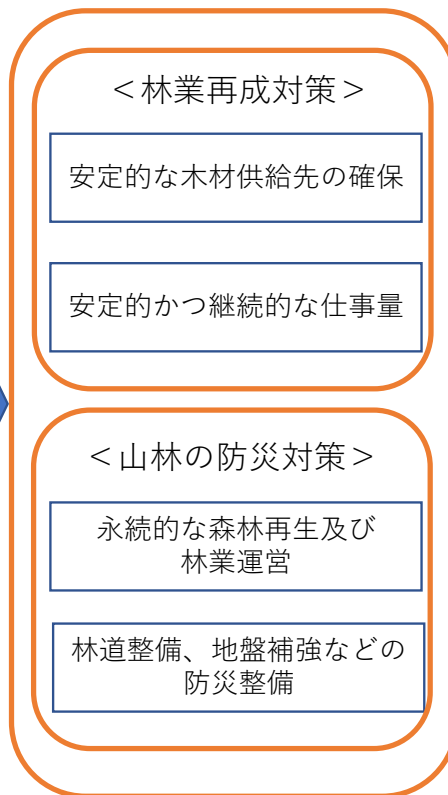 ＜林業再成対策＞
安定的な木材供給先の確保
安定的かつ継続的な仕事量
＜山林の防災対策＞
永続的な森林再生及び
林業運営
林道整備、地盤補強などの
防災整備